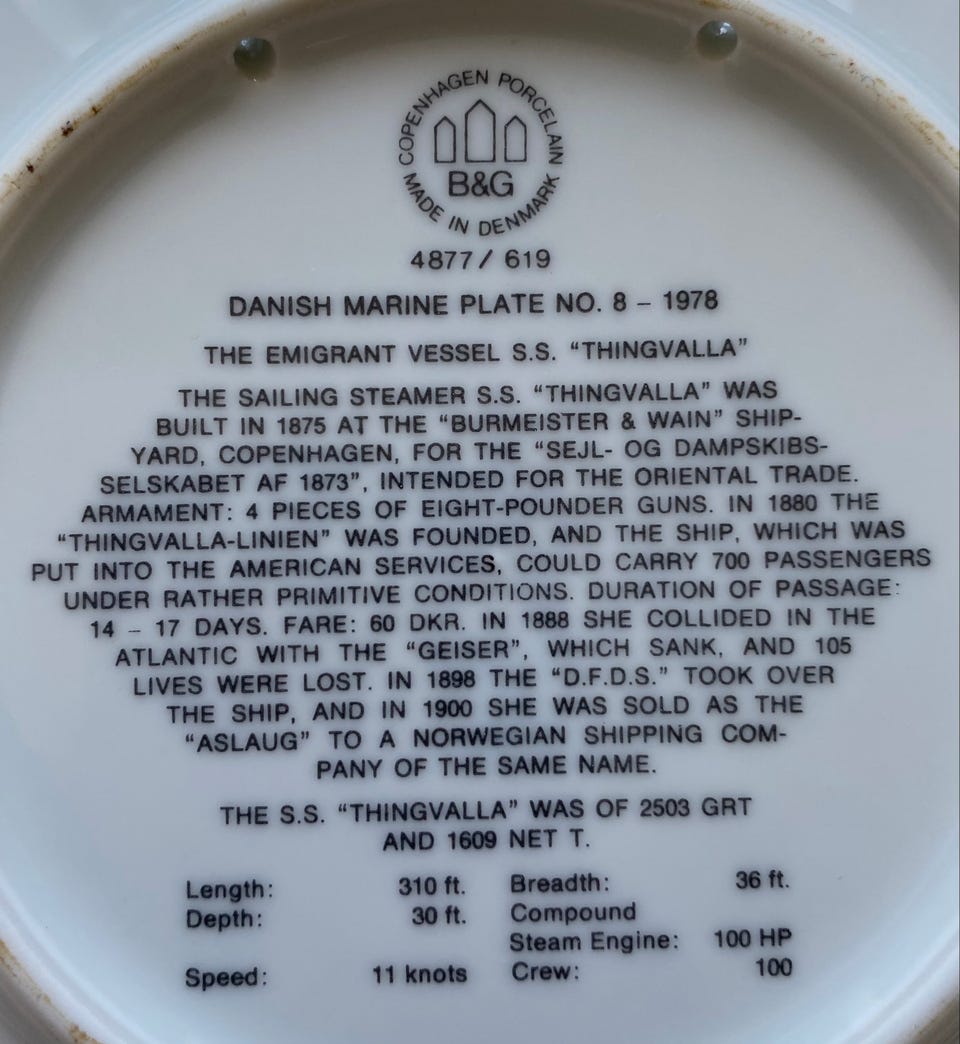 COPENHAGEN PORCELAIN
B&G
MADE IN DENMARK
4877 / 619
DANISH MARINE PLATE NO. 8 – 1978
THE EMIGRANT VESSEL S.S. “THINGVALLA”
THE SAILING STEAMER S.S. “THINGVALLA” WAS
BUILT IN 1875 AT THE “BURMEISTER & WAIN” SHIP-
YARD, COPENHAGEN, FOR THE “SEJL- OG DAMPSKIBS-
SELSKABET AF 1873”, INTENDED FOR THE ORIENTAL TRADE.
ARMAMENT: 4 PIECES OF EIGHT-POUNDER GUNS. IN 1880 THE
“THINGVALLA-LINIEN” WAS FOUNDED, AND THE SHIP, WHICH WAS
PUT INTO THE AMERICAN SERVICES, COULD CARRY 700 PASSENGERS
UNDER RATHER PRIMITIVE CONDITIONS. DURATION OF PASSAGE:
14 – 17 DAYS. FARE: 60 DKR. IN 1888 SHE COLLIDED IN THE
ATLANTIC WITH THE “GEISER”, WHICH SANK, AND 105
LIVES WERE LOST. IN 1898 THE “D.F.D.S.” TOOK OVER
THE SHIP, AND IN 1900 SHE WAS SOLD AS THE
“ASLAUG” TO A NORWEGIAN SHIPPING COM-
PANY OF THE SAME NAME.
THE S.S. “THINGVALLA” WAS OF 2503 GRT
AND 1609 NET T.
Length: 310 ft. Breadth: 36 ft.
Depth: 30 ft. Compound
Steam Engine: 100 HP
Speed: 11 knots Crew: 100